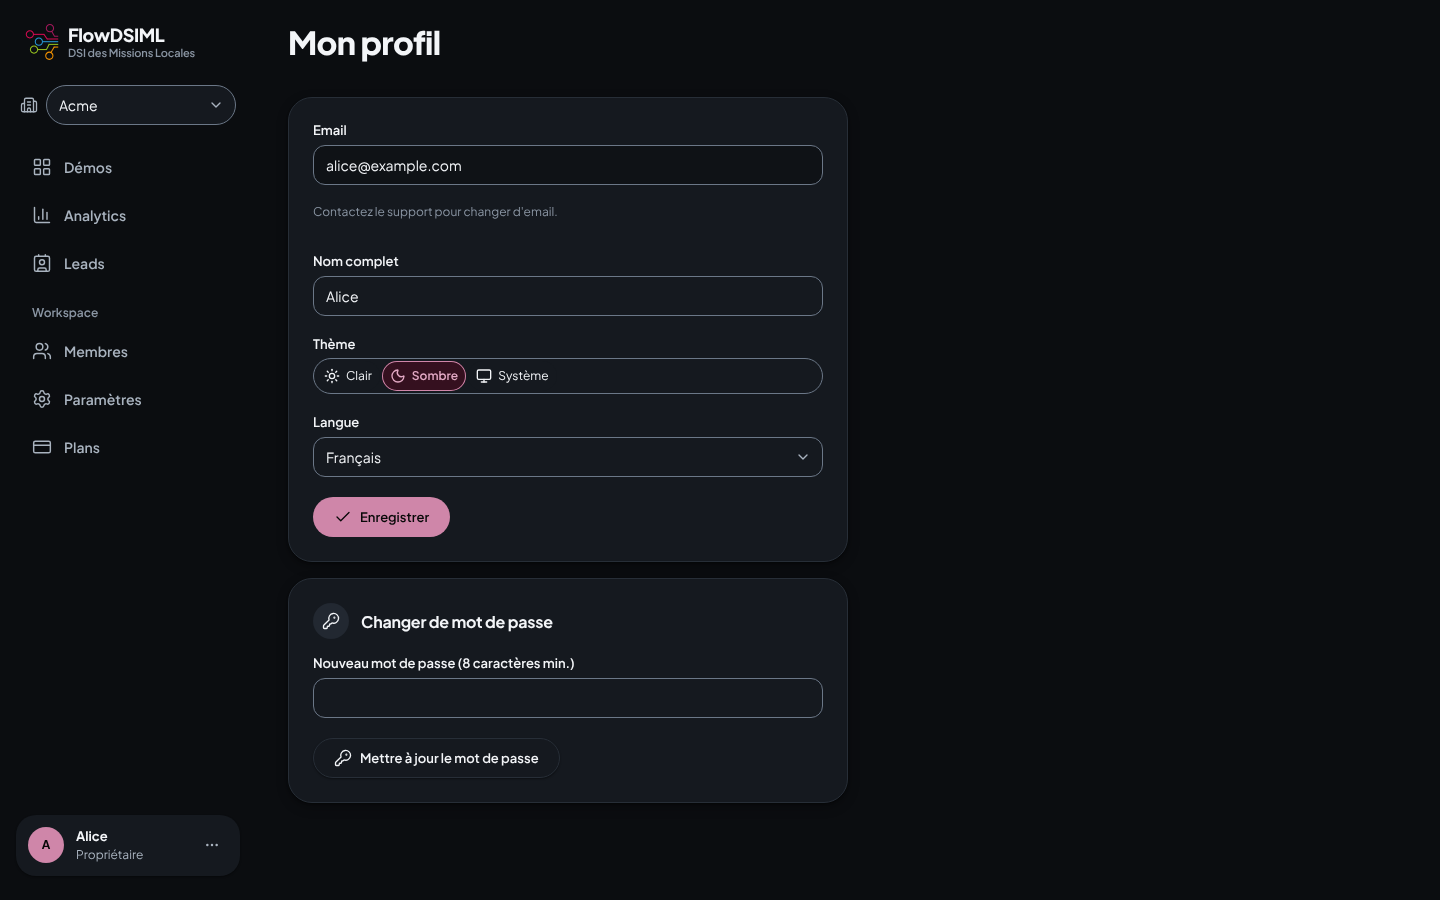 FlowDSIML
DSI des Missions Locales
Acme
Démos
Analytics
Leads
Workspace
Membres
Paramètres
Plans
A
Alice
Propriétaire
Mon profil
Email
alice@example.com
Contactez le support pour changer d'email.
Nom complet
Alice
Thème
Clair Sombre Système
Langue
Français
Enregistrer
Changer de mot de passe
Nouveau mot de passe (8 caractères min.)
Mettre à jour le mot de passe